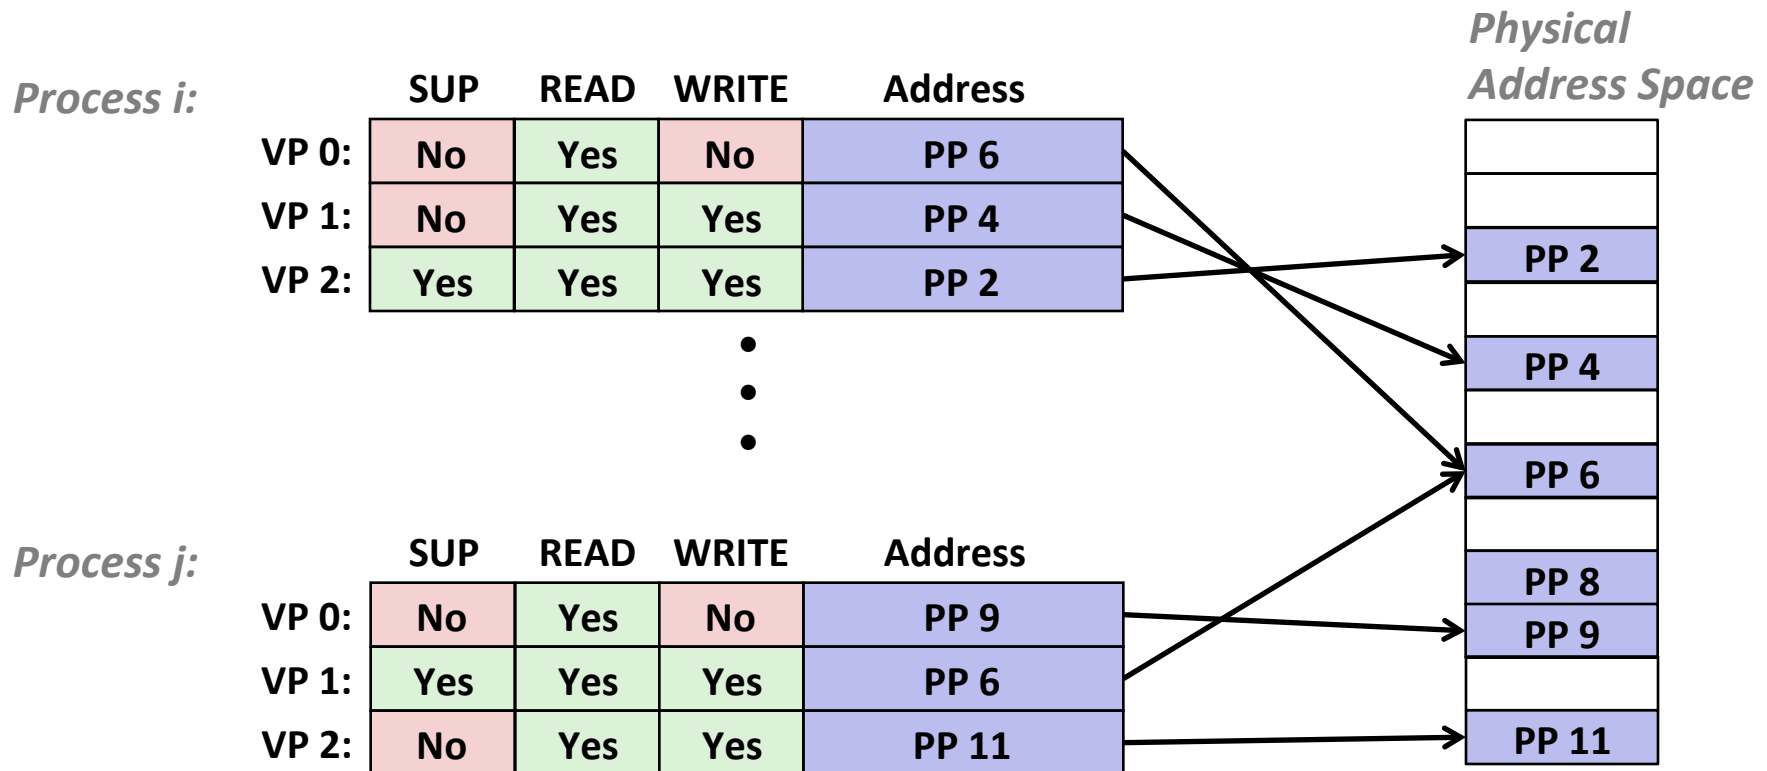 Physical
Address Space
Process i:
SUP READ WRITE Address
VP 0: No Yes No PP 6
VP 1: No Yes Yes PP 4
VP 2: Yes Yes Yes PP 2
PP 2
PP 4
PP 6
PP 8
PP 9
PP 11
Process j:
SUP READ WRITE Address
VP 0: No Yes No PP 9
VP 1: Yes Yes Yes PP 6
VP 2: No Yes Yes PP 11